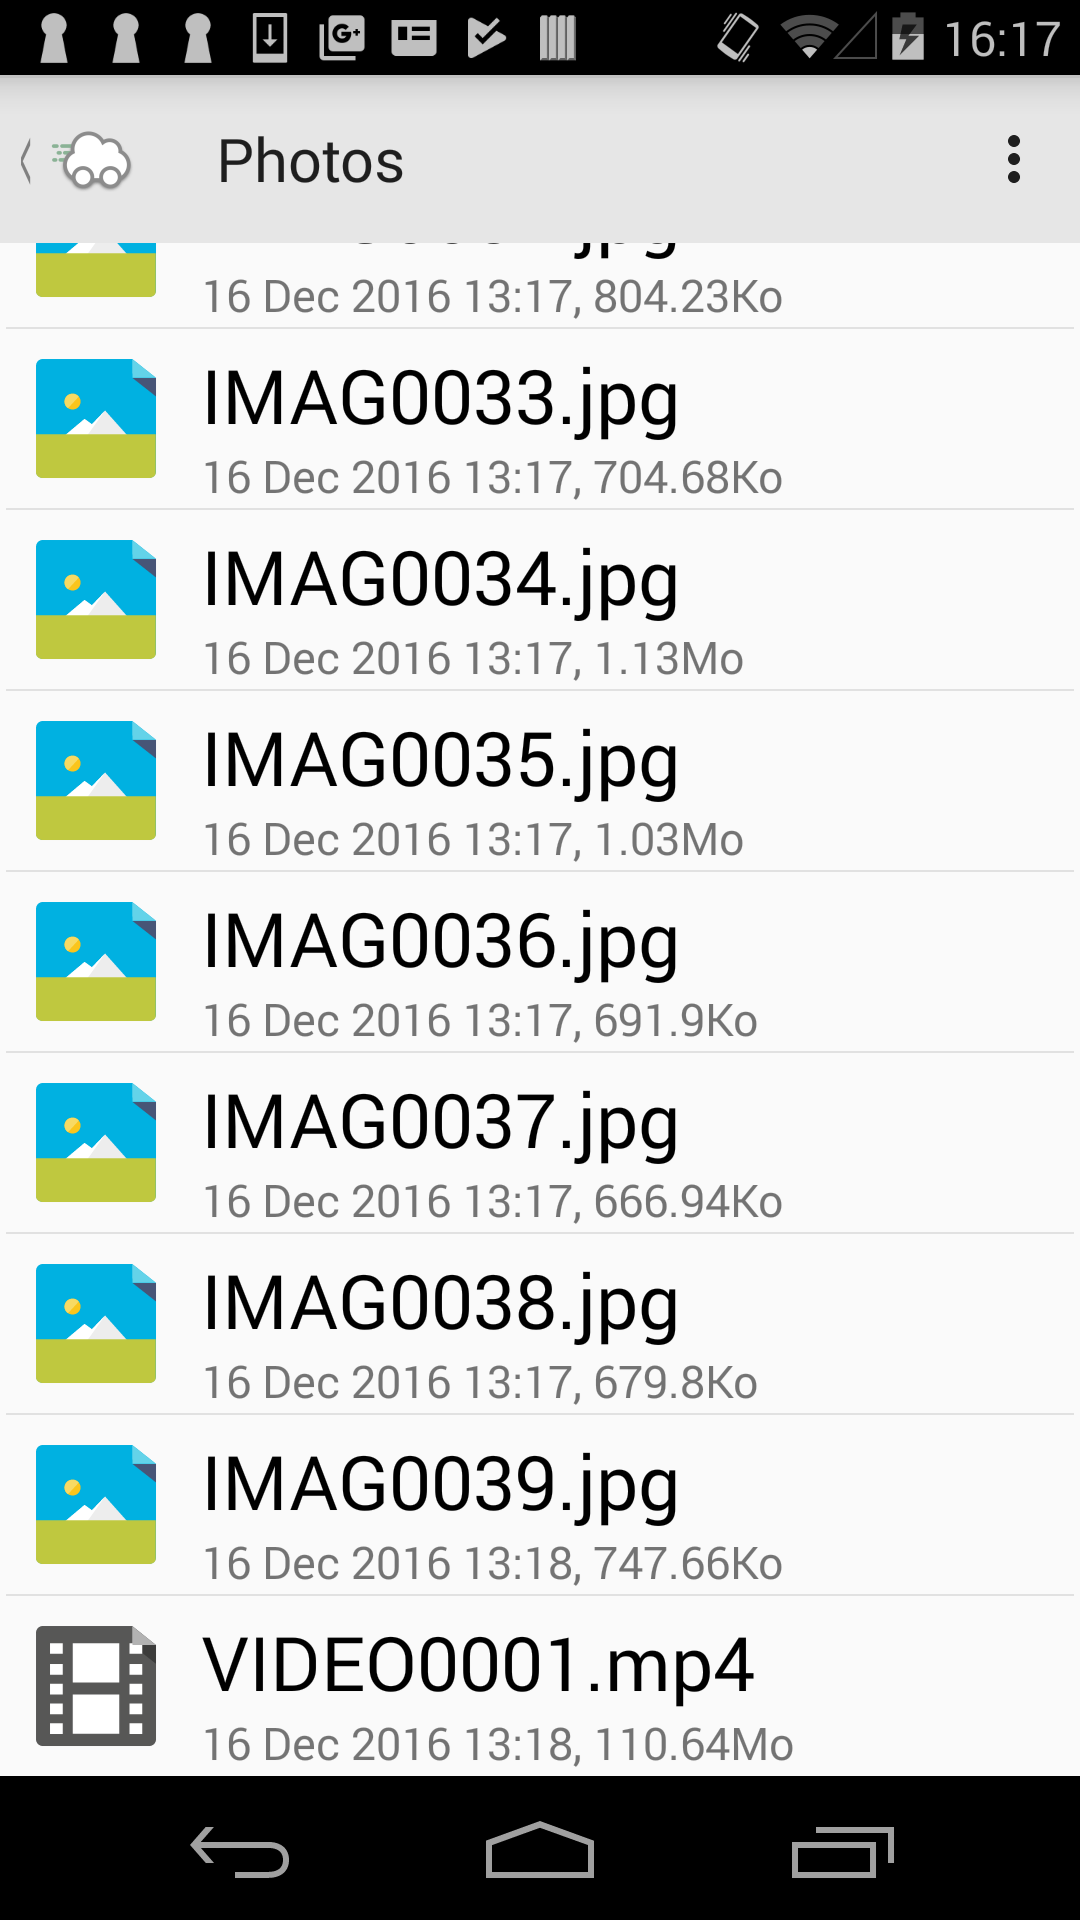 16:17
Photos
16 Dec 2016 13:17, 804.23Ko
IMAG0033.jpg
16 Dec 2016 13:17, 704.68Ko
IMAG0034.jpg
16 Dec 2016 13:17, 1.13Mo
IMAG0035.jpg
16 Dec 2016 13:17, 1.03Mo
IMAG0036.jpg
16 Dec 2016 13:17, 691.9Ko
IMAG0037.jpg
16 Dec 2016 13:17, 666.94Ko
IMAG0038.jpg
16 Dec 2016 13:17, 679.8Ko
IMAG0039.jpg
16 Dec 2016 13:18, 747.66Ko
VIDEO0001.mp4
16 Dec 2016 13:18, 110.64Mo